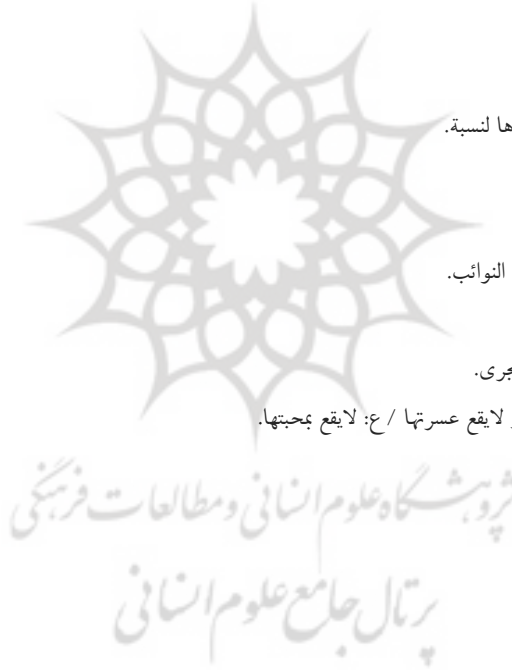 ها لنسبة.
النوائب.
جرى.
لايقع عسرتها / ع: لايقع بمحبتها.
پژوهشگاه علوم انسانی و مطالعات فرهنگی
پرتال جامع علوم انسانی